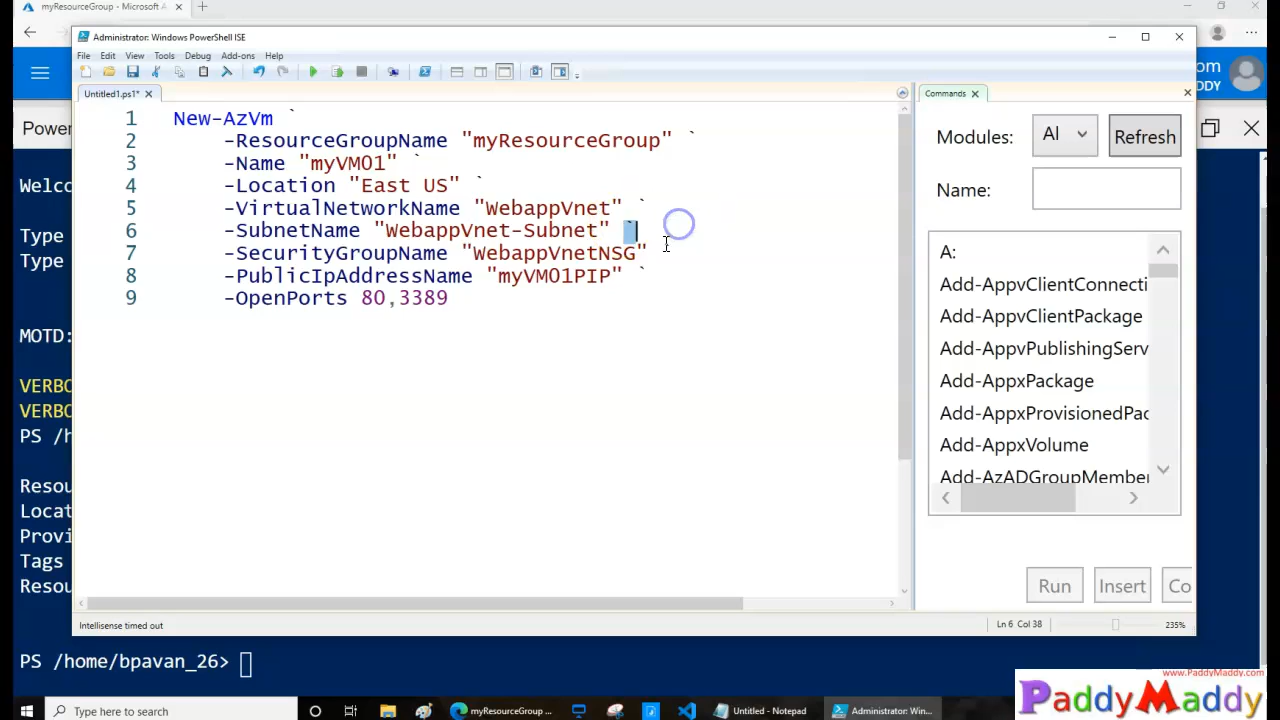 myResourceGroup - Microsoft A
Administrator: Windows PowerShell ISE
File Edit View Tools Debug Add-ons Help
om
DDY
Untitled1.ps1*
Commands
1 New-AzVm `
2 -ResourceGroupName "myResourceGroup" `
3 -Name "myVM01" `
4 -Location "East US" `
5 -VirtualNetworkName "WebappVnet" `
6 -SubnetName "WebappVnet-Subnet" `
7 -SecurityGroupName "WebappVnetNSG"
8 -PublicIpAddressName "myVM01PIP" `
9 -OpenPorts 80,3389
Modules: Al Refresh
Name:
A:
Add-AppvClientConnecti
Add-AppvClientPackage
Add-AppvPublishingServ
Add-AppxPackage
Add-AppxProvisionedPac
Add-AppxVolume
Add-AzADGroupMember
Run Insert Co
Intellisense timed out
Ln 6 Col 38
235%
Power
Welco
Type
Type
MOTD:
VERBO
VERBO
PS /h
Resou
Locat
Provi
Tags
Resou
PS /home/bpavan_26>
Type here to search
myResourceGroup ...
Untitled - Notepad
Administrator: Win...
www.PaddyMaddy.com
PaddyMaddy